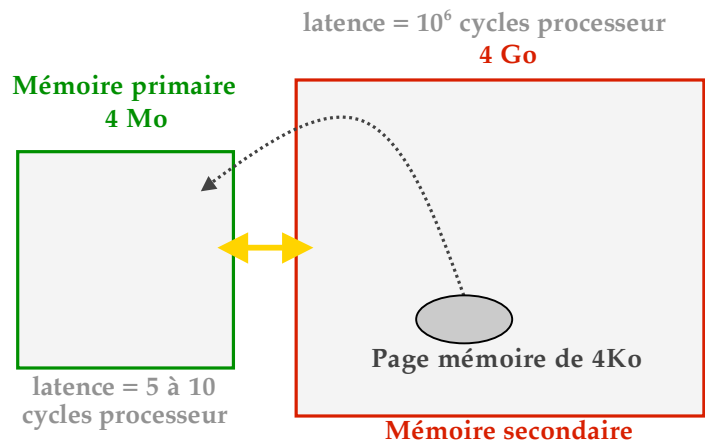 latence = 10⁶ cycles processeur
4 Go
Mémoire primaire
4 Mo
Page mémoire de 4Ko
latence = 5 à 10
cycles processeur
Mémoire secondaire